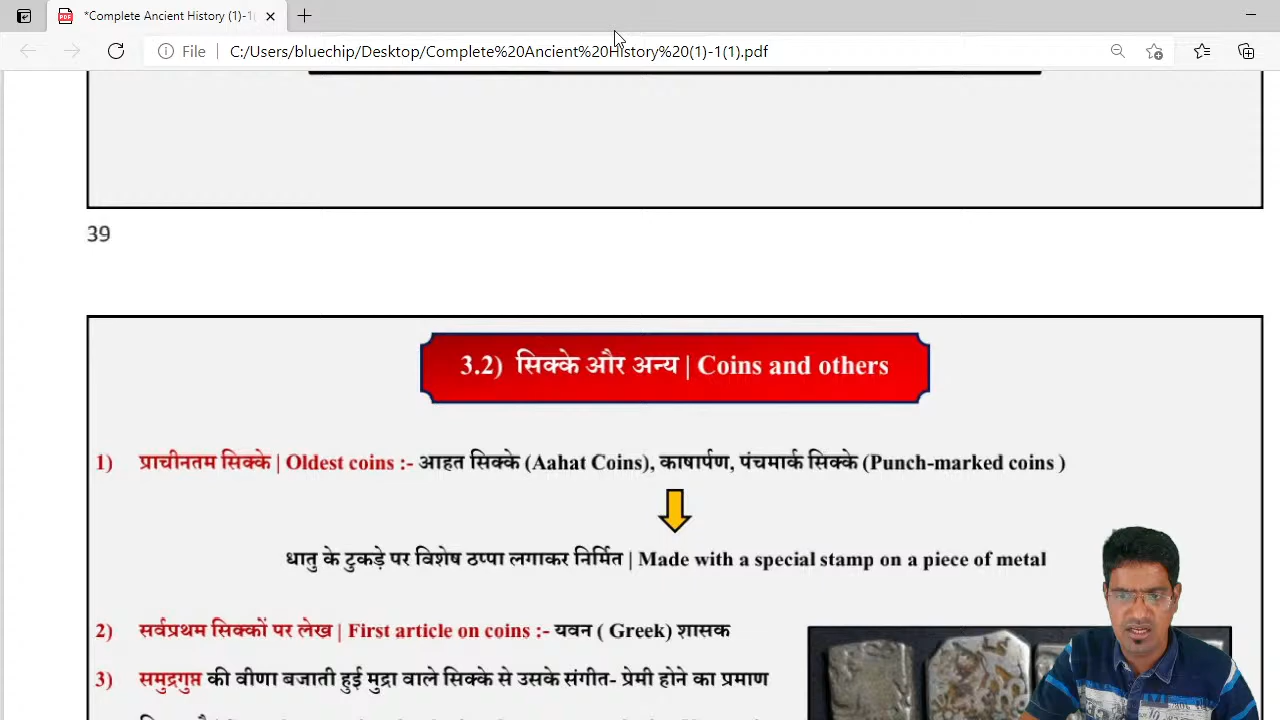 *Complete Ancient History (1)-1(
File
C:/Users/bluechip/Desktop/Complete%20Ancient%20History%20(1)-1(1).pdf
39
3.2) सिक्के और अन्य | Coins and others
1) प्राचीनतम सिक्के | Oldest coins :- आहत सिक्के (Aahat Coins), काषार्पण, पंचमार्क सिक्के (Punch-marked coins )
धातु के टुकड़े पर विशेष ठप्पा लगाकर निर्मित | Made with a special stamp on a piece of metal
2) सर्वप्रथम सिक्कों पर लेख | First article on coins :- यवन ( Greek) शासक
3) समुद्रगुप्त की वीणा बजाती हुई मुद्रा वाले सिक्के से उसके संगीत- प्रेमी होने का प्रमाण